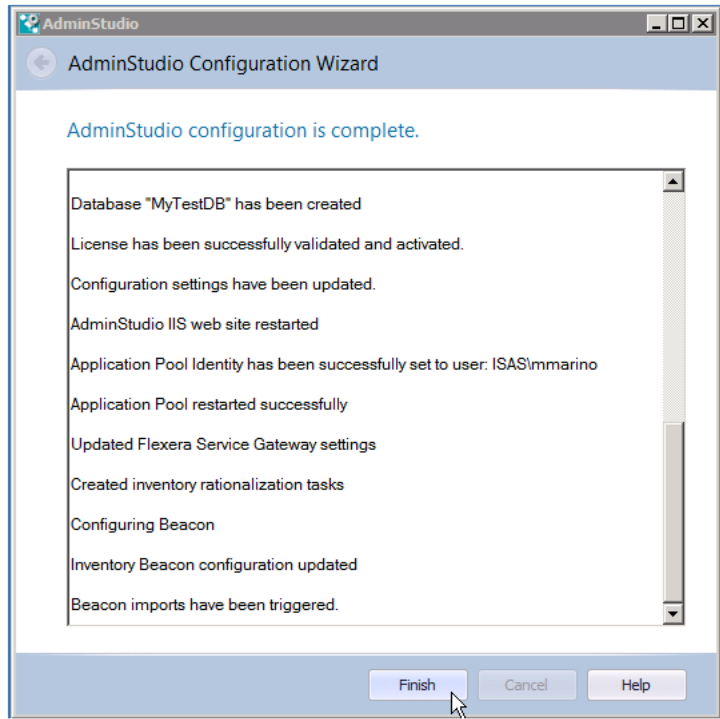 AdminStudio
AdminStudio Configuration Wizard
AdminStudio configuration is complete.
Database "MyTestDB" has been created
License has been successfully validated and activated.
Configuration settings have been updated.
AdminStudio IIS web site restarted
Application Pool Identity has been successfully set to user: ISAS\mmarino
Application Pool restarted successfully
Updated Flexera Service Gateway settings
Created inventory rationalization tasks
Configuring Beacon
Inventory Beacon configuration updated
Beacon imports have been triggered.
Finish Cancel Help